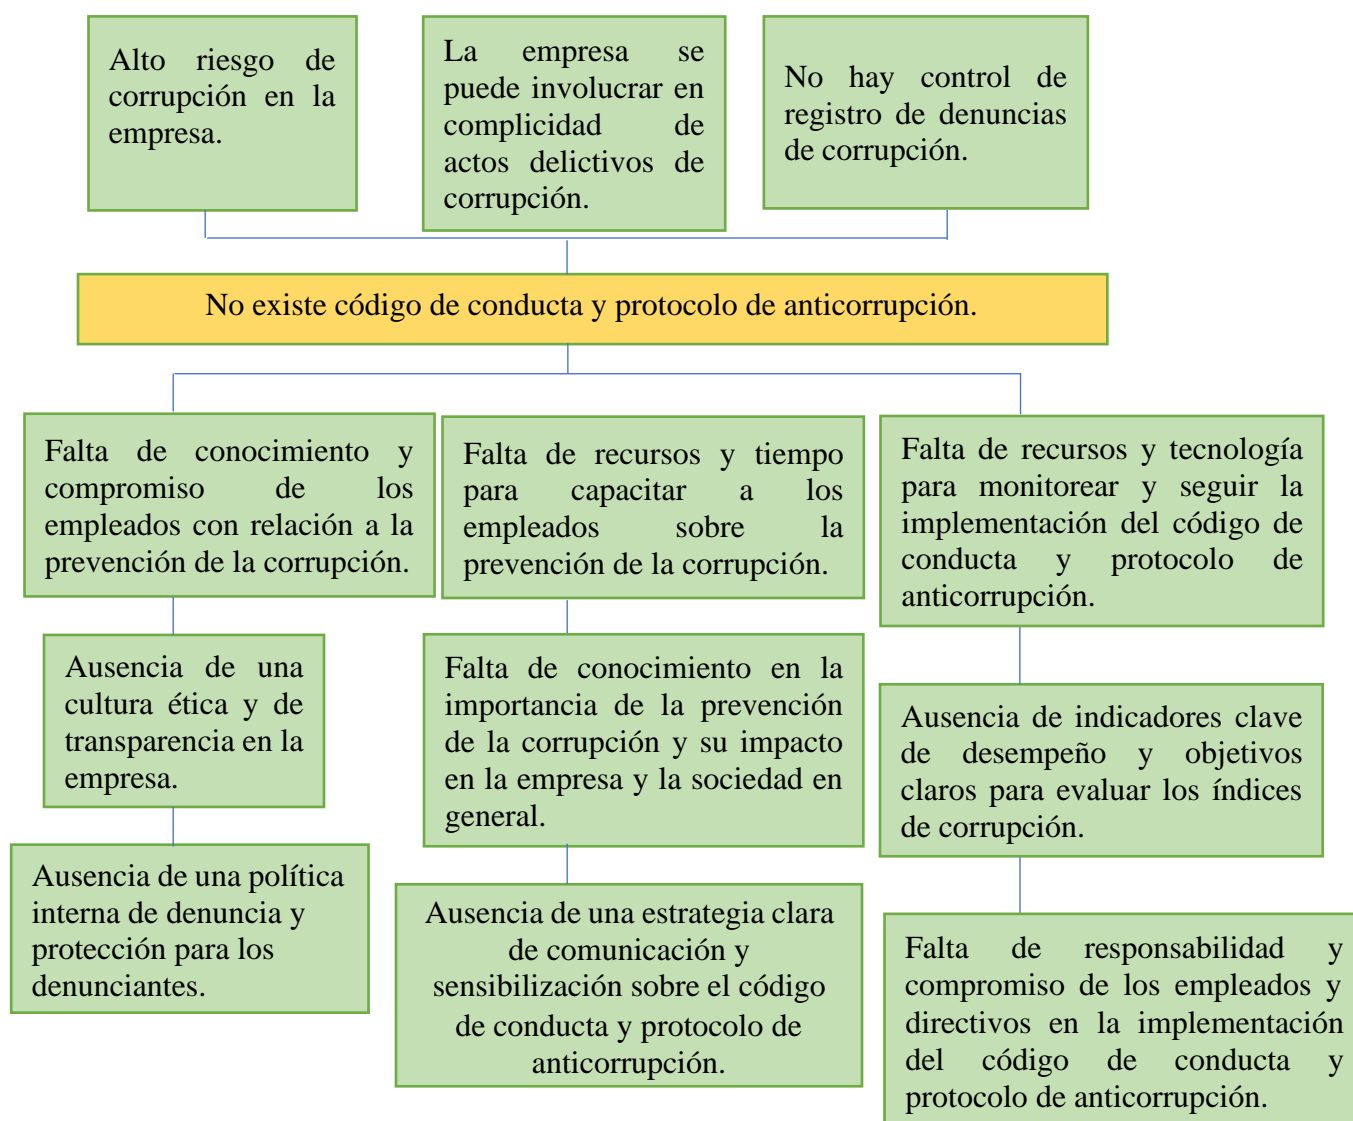 Alto riesgo de
corrupción en la
empresa.
La empresa se
puede involucrar en
complicidad de
actos delictivos de
corrupción.
No hay control de
registro de denuncias
de corrupción.
No existe código de conducta y protocolo de anticorrupción.
Falta de conocimiento y
compromiso de los
empleados con relación a la
prevención de la corrupción.
Falta de recursos y tiempo
para capacitar a los
empleados sobre la
prevención de la corrupción.
Falta de recursos y tecnología
para monitorear y seguir la
implementación del código de
conducta y protocolo de
anticorrupción.
Ausencia de una
cultura ética y de
transparencia en la
empresa.
Falta de conocimiento en la
importancia de la prevención
de la corrupción y su impacto
en la empresa y la sociedad en
general.
Ausencia de indicadores clave
de desempeño y objetivos
claros para evaluar los índices
de corrupción.
Ausencia de una política
interna de denuncia y
protección para los
denunciantes.
Ausencia de una estrategia clara
de comunicación y
sensibilización sobre el código
de conducta y protocolo de
anticorrupción.
Falta de responsabilidad y
compromiso de los empleados y
directivos en la implementación
del código de conducta y
protocolo de anticorrupción.